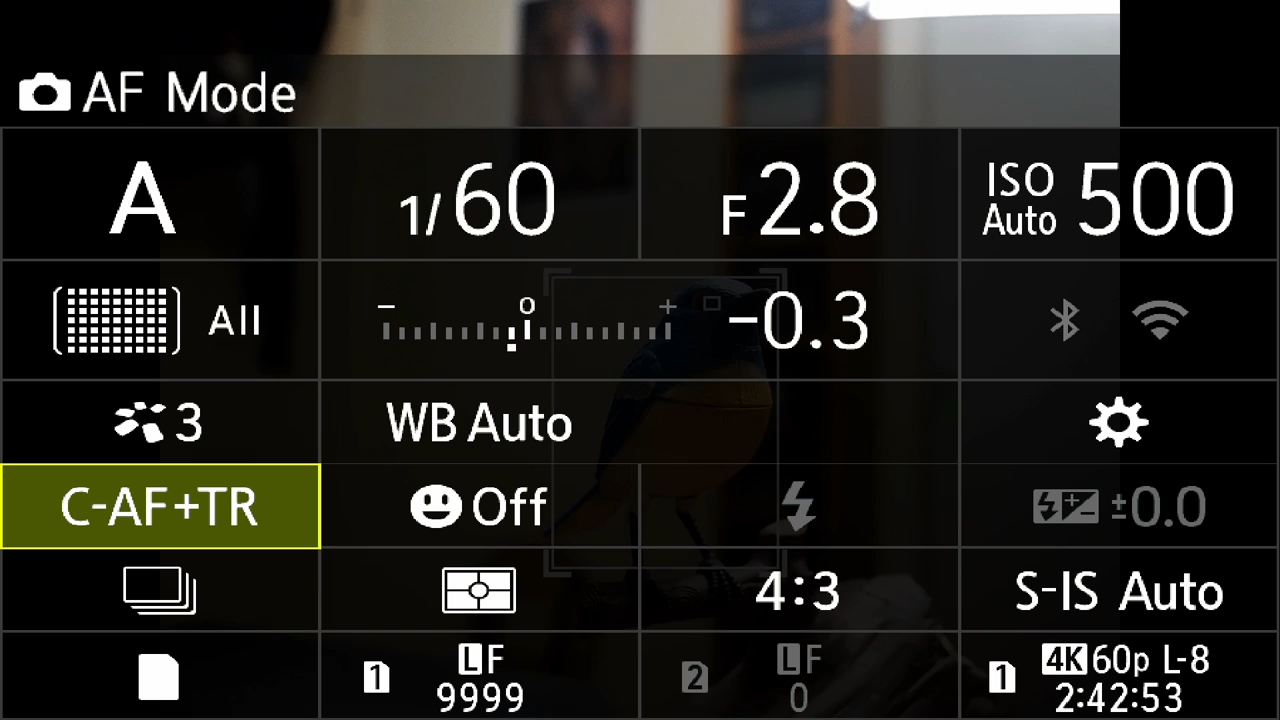 AF Mode
A
1/60
F2.8
ISO Auto 500
All
− 0 +
−0.3
3
WB Auto
C-AF+TR
Off
±0.0
4:3
S-IS Auto
1 LF
9999
2 LF
0
1 4K 60p L-8
2:42:53